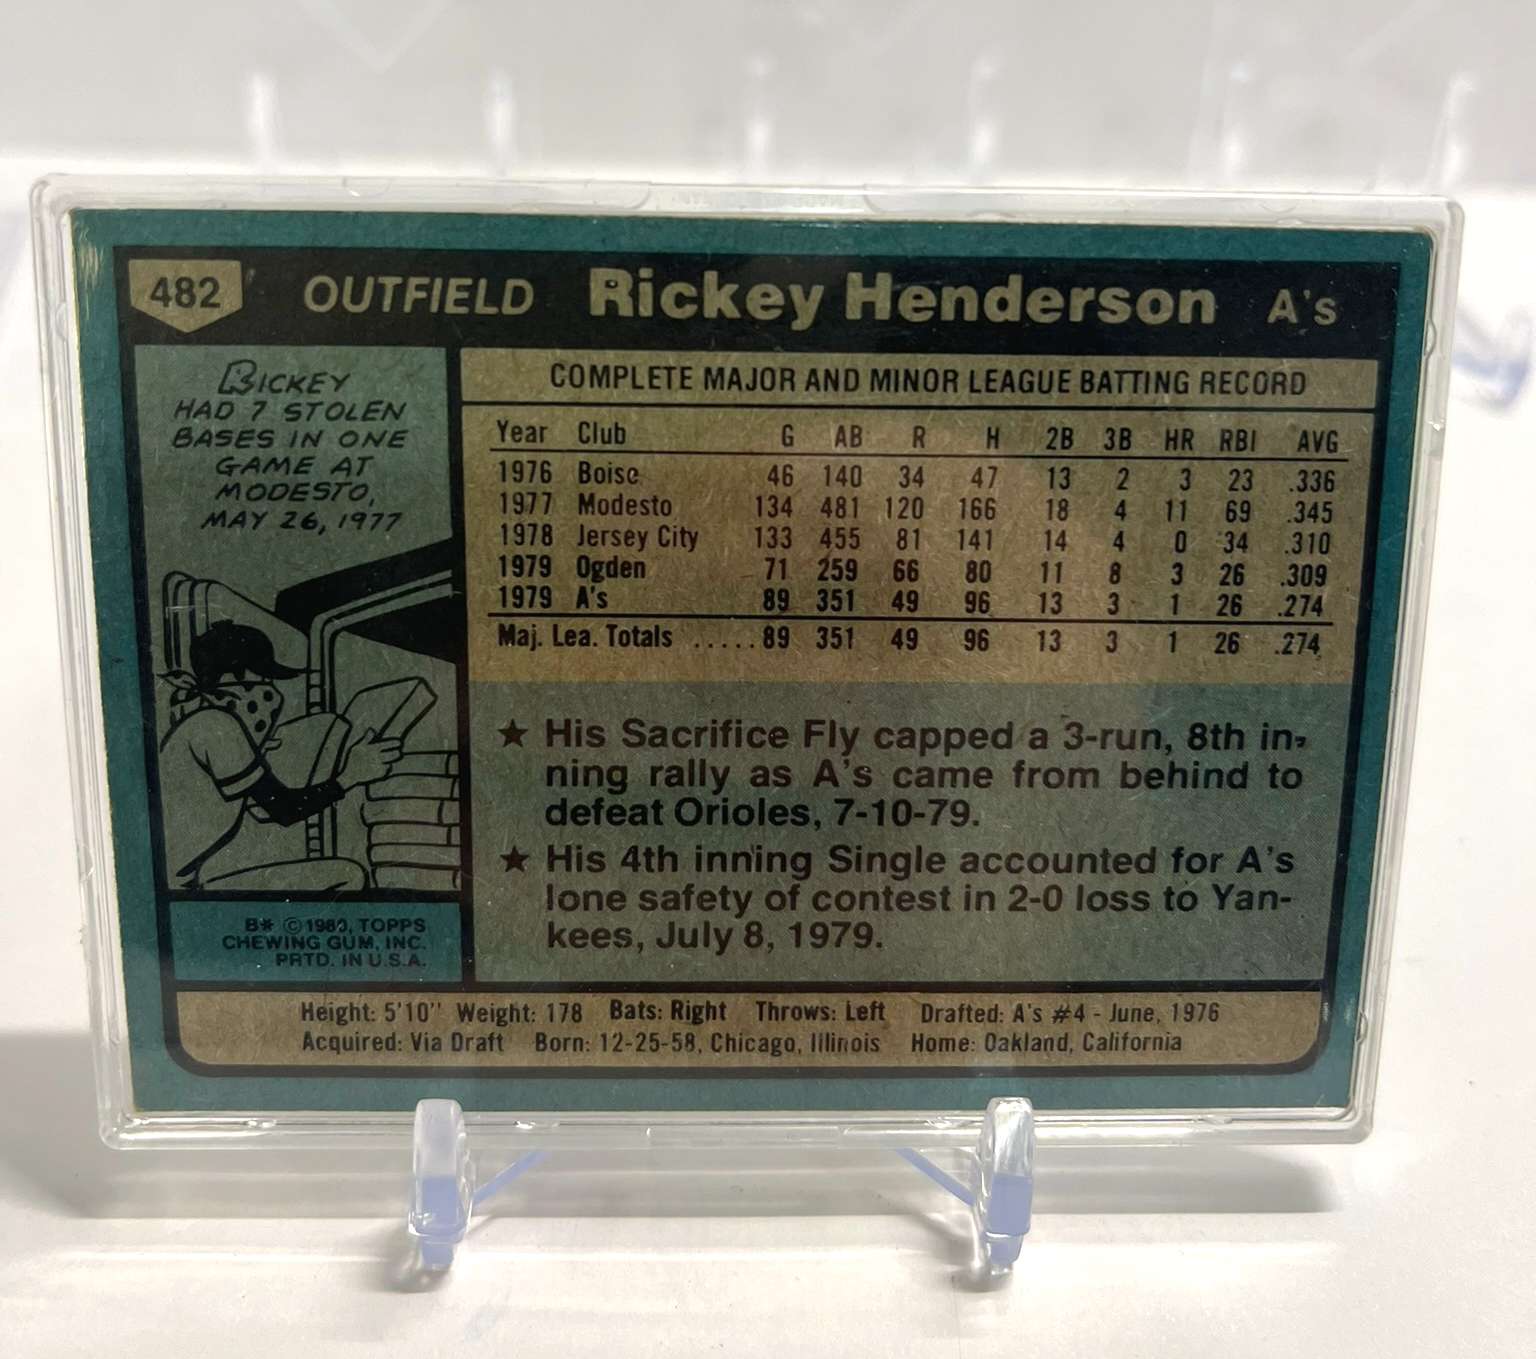 482 OUTFIELD Rickey Henderson A's
RICKEY
HAD 7 STOLEN
BASES IN ONE
GAME AT
MODESTO,
MAY 26, 1977
B* © 1980, TOPPS
CHEWING GUM, INC.
PRTD. IN U.S.A.
COMPLETE MAJOR AND MINOR LEAGUE BATTING RECORD
Year Club G AB R H 2B 3B HR RBI AVG
1976 Boise 46 140 34 47 13 2 3 23 .336
1977 Modesto 134 481 120 166 18 4 11 69 .345
1978 Jersey City 133 455 81 141 14 4 0 34 .310
1979 Ogden 71 259 66 80 11 8 3 26 .309
1979 A's 89 351 49 96 13 3 1 26 .274
Maj. Lea. Totals .....89 351 49 96 13 3 1 26 .274
★ His Sacrifice Fly capped a 3-run, 8th in-
ning rally as A's came from behind to
defeat Orioles, 7-10-79.
★ His 4th inning Single accounted for A's
lone safety of contest in 2-0 loss to Yan-
kees, July 8, 1979.
Height: 5'10" Weight: 178 Bats: Right Throws: Left Drafted: A's #4 - June, 1976
Acquired: Via Draft Born: 12-25-58, Chicago, Illinois Home: Oakland, California